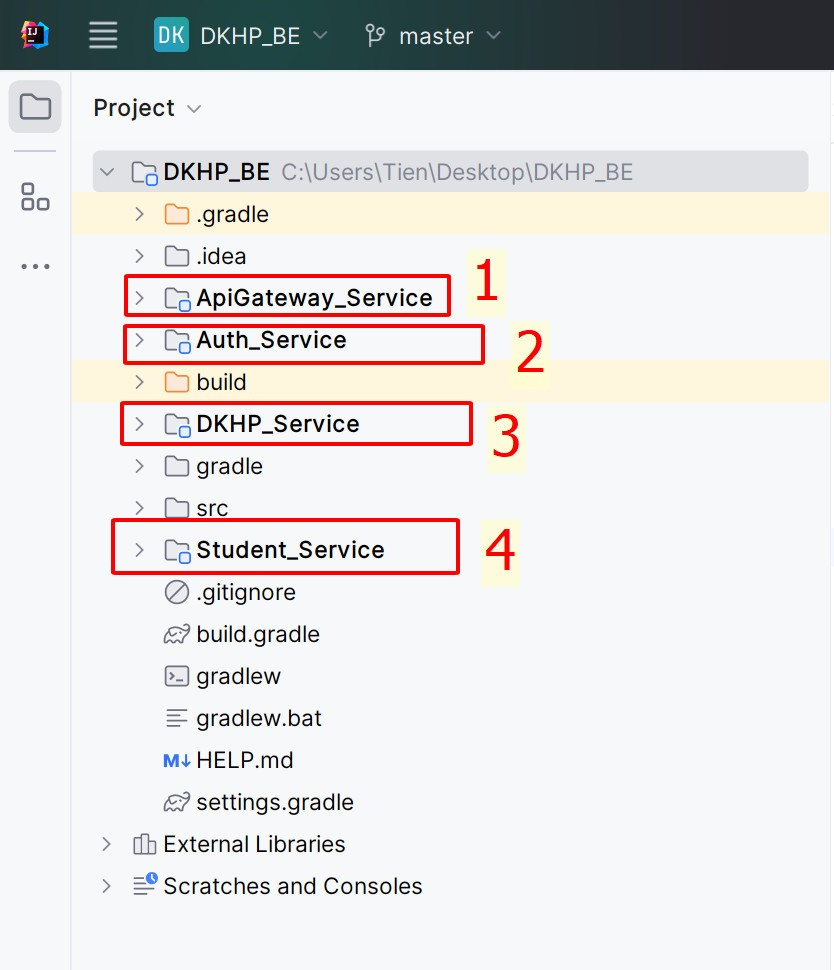 DK DKHP_BE master
Project
DKHP_BE C:\Users\Tien\Desktop\DKHP_BE
.gradle
.idea
ApiGateway_Service 1
Auth_Service 2
build
DKHP_Service 3
gradle
src
Student_Service 4
.gitignore
build.gradle
gradlew
gradlew.bat
M↓ HELP.md
settings.gradle
External Libraries
Scratches and Consoles